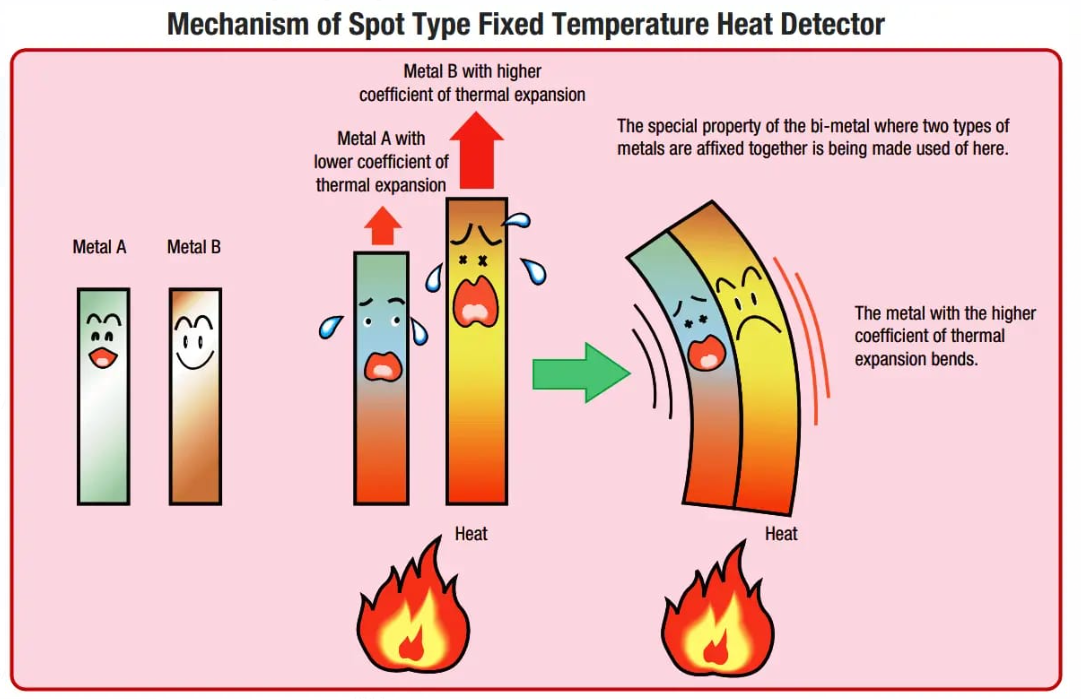 Mechanism of Spot Type Fixed Temperature Heat Detector
Metal B with higher
coefficient of thermal expansion
Metal A with
lower coefficient of
thermal expansion
The special property of the bi-metal where two types of
metals are affixed together is being made used of here.
Metal A
Metal B
The metal with the higher
coefficient of thermal
expansion bends.
Heat
Heat